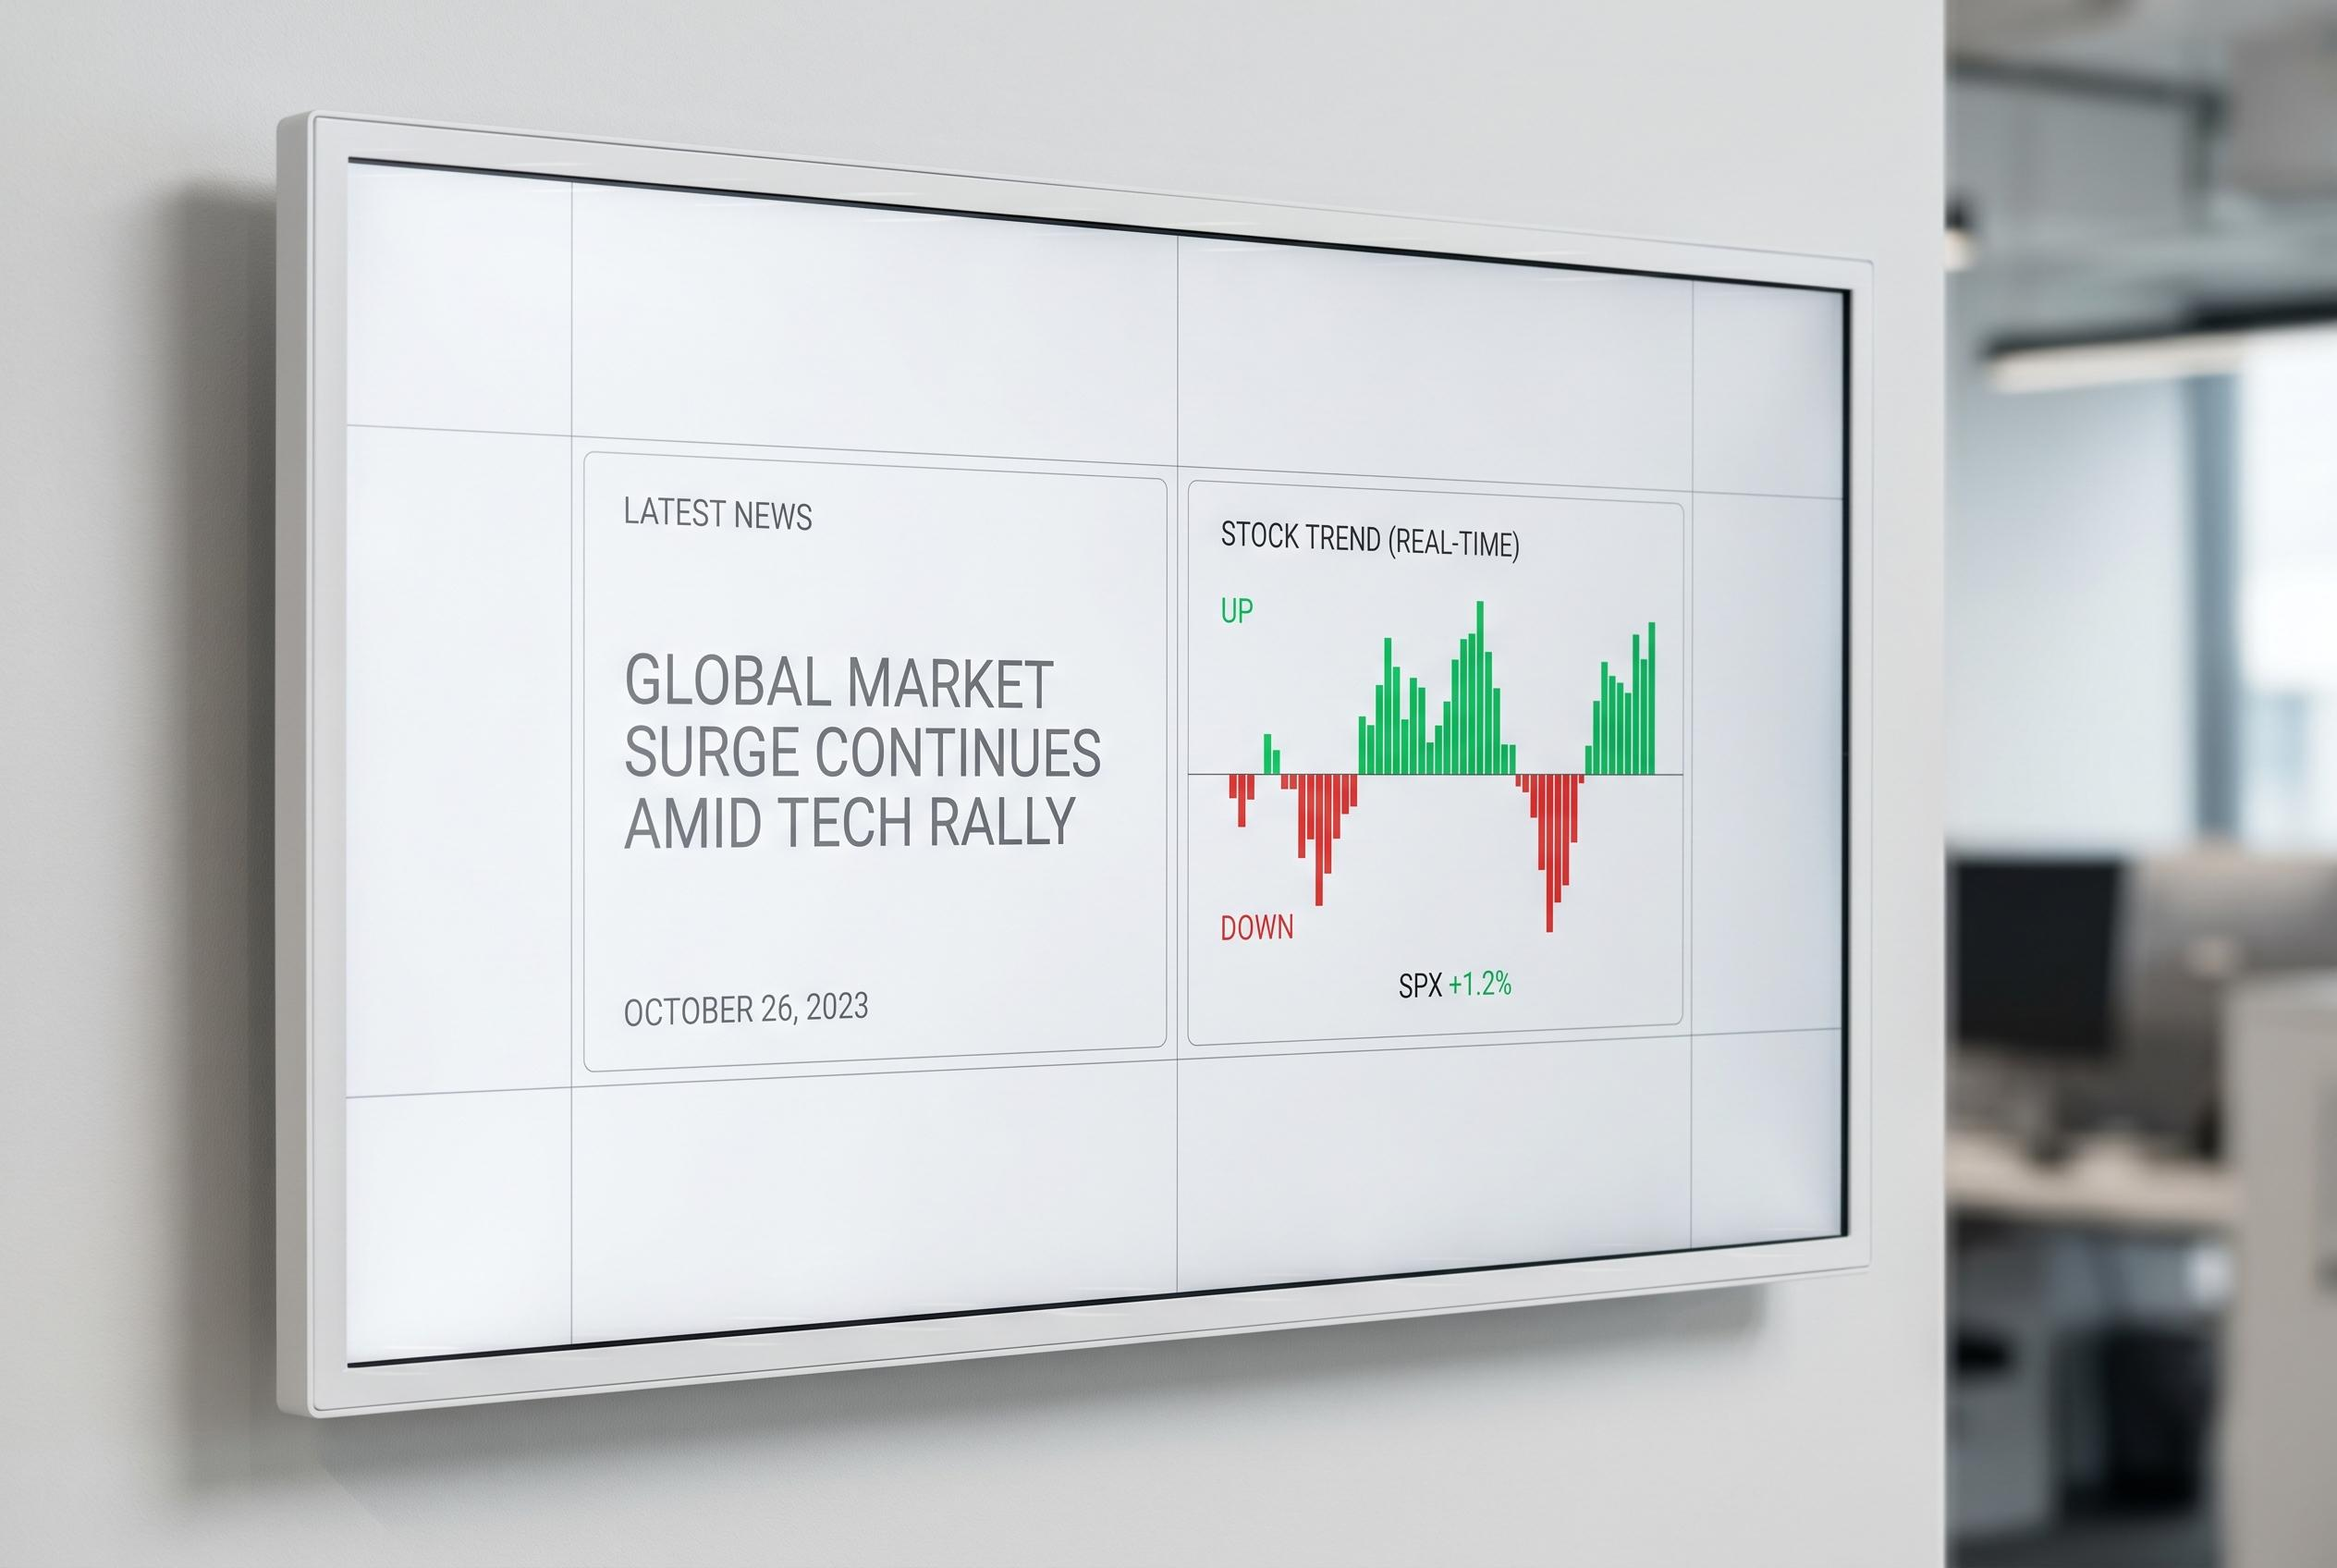 LATEST NEWS
GLOBAL MARKET
SURGE CONTINUES
AMID TECH RALLY
OCTOBER 26, 2023
STOCK TREND (REAL-TIME)
UP
DOWN
SPX +1.2%